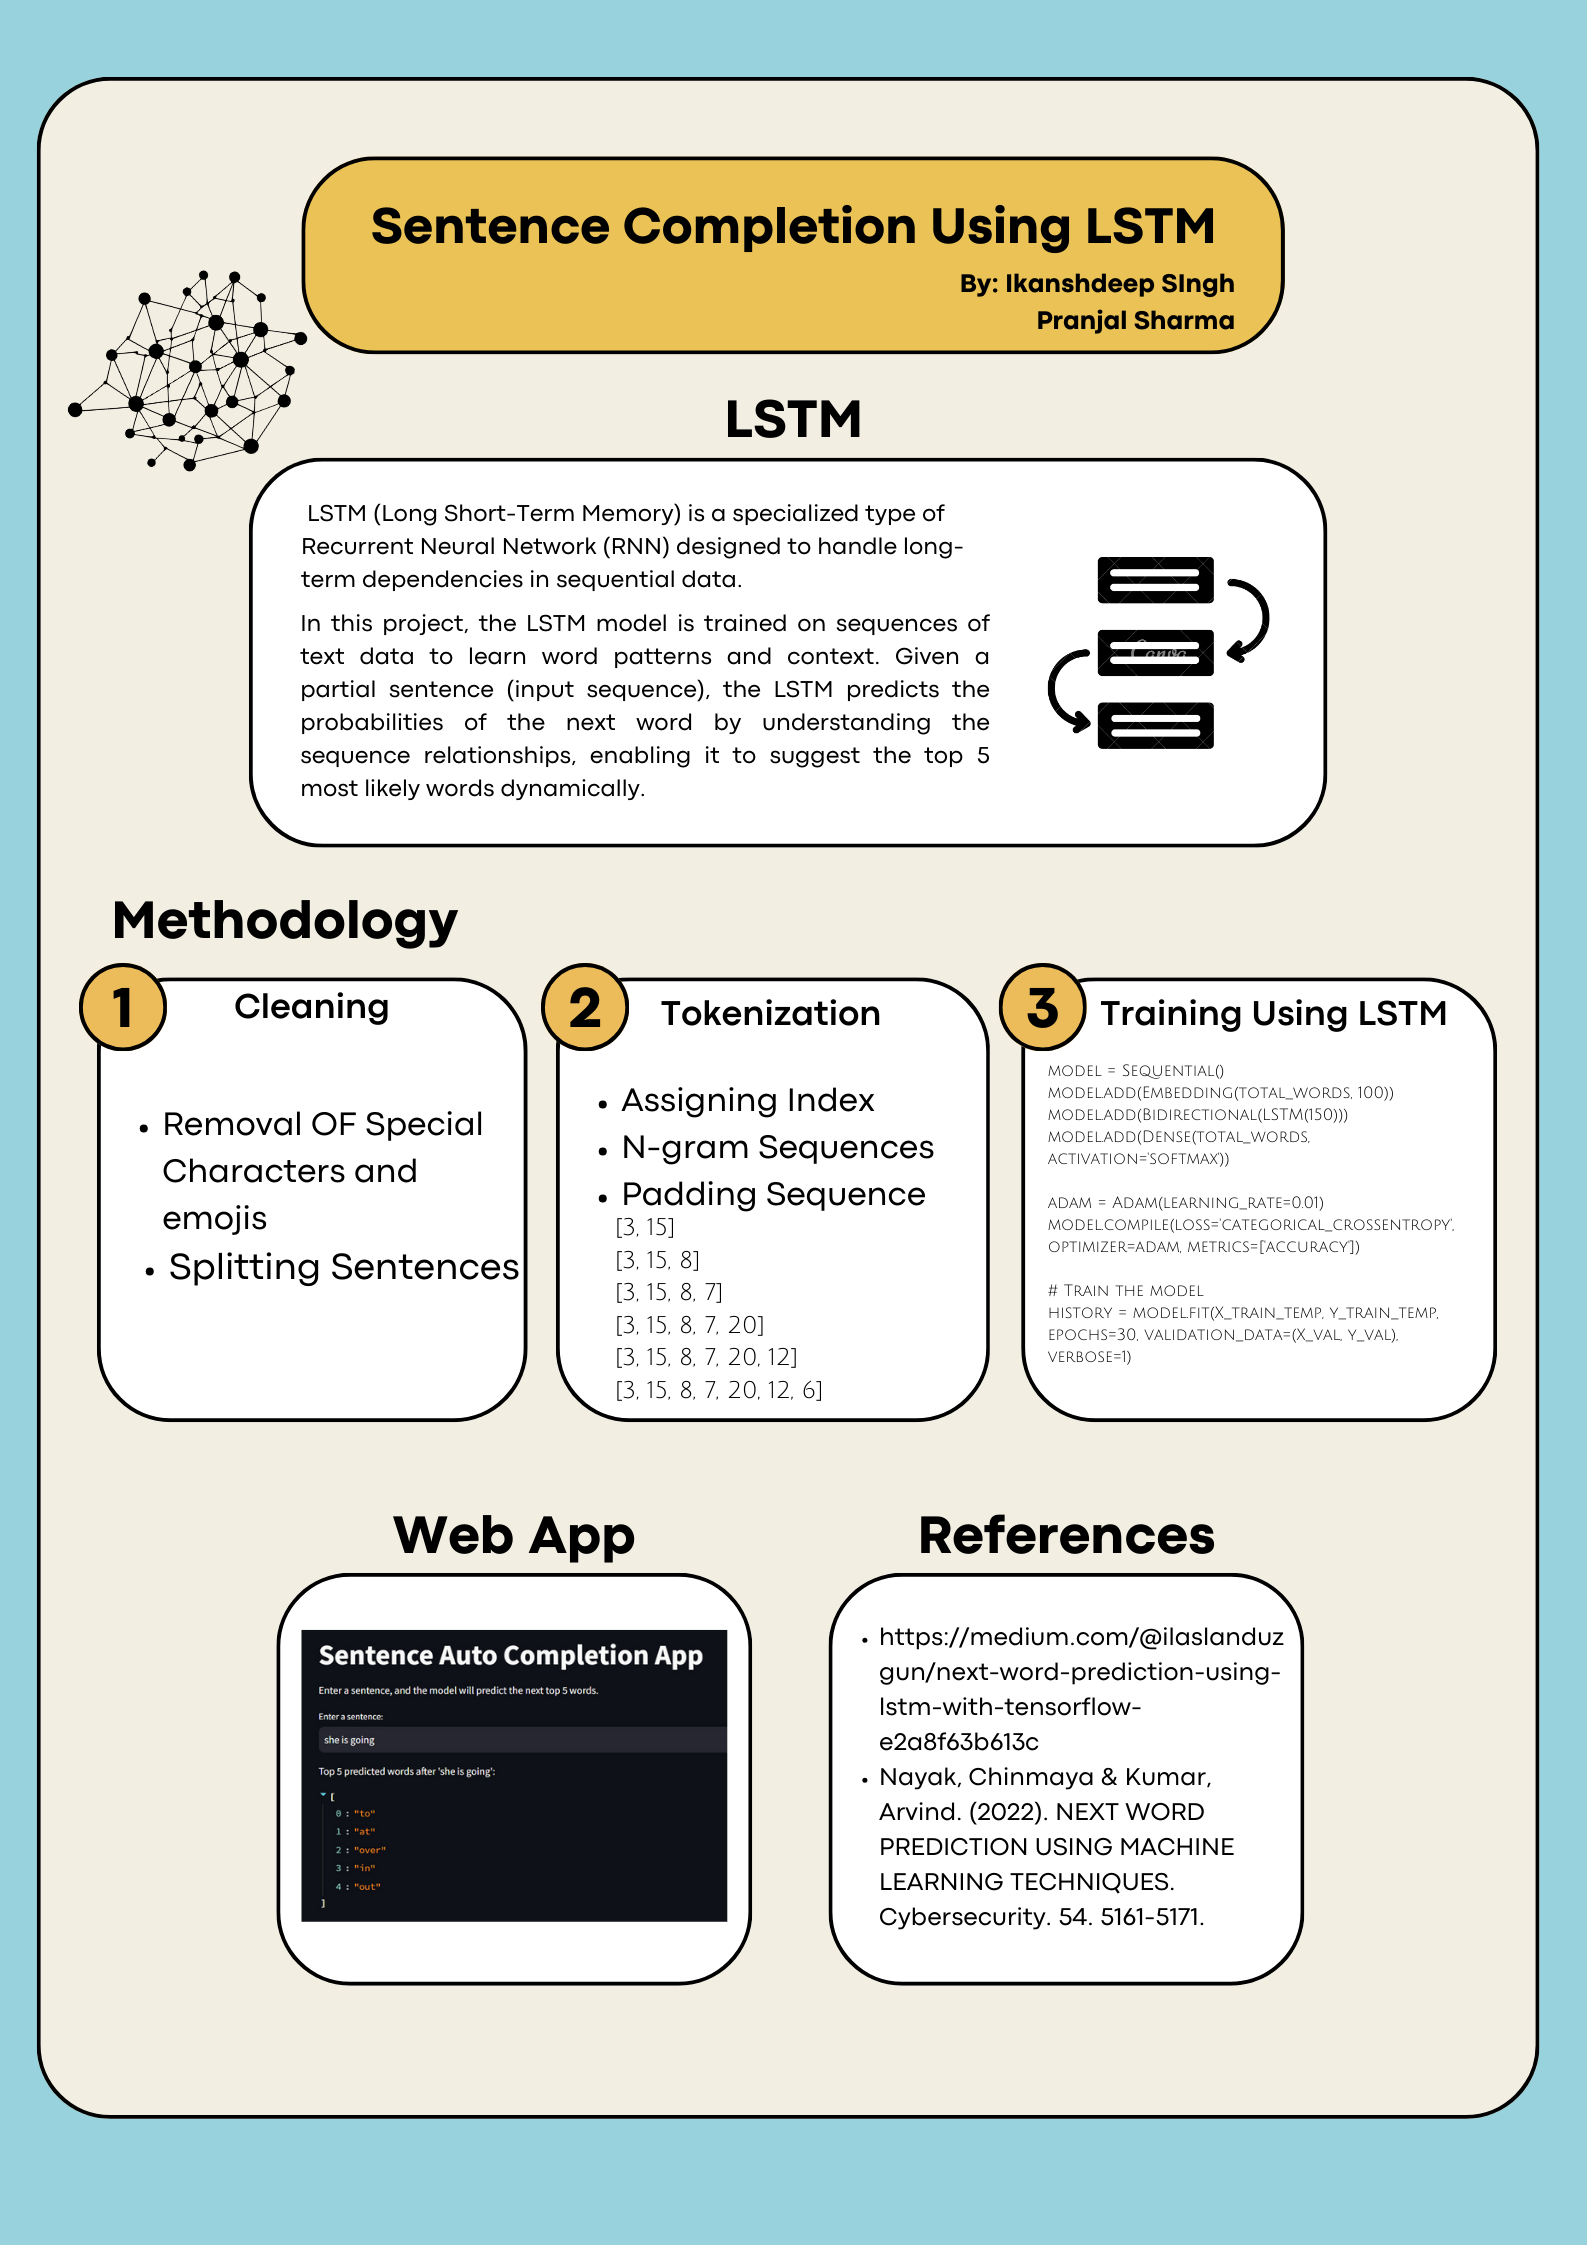 Sentence Completion Using LSTM
By: Ikanshdeep SIngh
Pranjal Sharma
LSTM
LSTM (Long Short-Term Memory) is a specialized type of
Recurrent Neural Network (RNN) designed to handle long-
term dependencies in sequential data.
In this project, the LSTM model is trained on sequences of
text data to learn word patterns and context. Given a
partial sentence (input sequence), the LSTM predicts the
probabilities of the next word by understanding the
sequence relationships, enabling it to suggest the top 5
most likely words dynamically.
Canva
Methodology
1
Cleaning
• Removal OF Special
Characters and
emojis
• Splitting Sentences
2
Tokenization
• Assigning Index
• N-gram Sequences
• Padding Sequence
[3, 15]
[3, 15, 8]
[3, 15, 8, 7]
[3, 15, 8, 7, 20]
[3, 15, 8, 7, 20, 12]
[3, 15, 8, 7, 20, 12, 6]
3
Training Using LSTM
MODEL = SEQUENTIAL()
MODEL.ADD(EMBEDDING(TOTAL_WORDS, 100))
MODEL.ADD(BIDIRECTIONAL(LSTM(150)))
MODEL.ADD(DENSE(TOTAL_WORDS,
ACTIVATION='SOFTMAX'))
ADAM = ADAM(LEARNING_RATE=0.01)
MODEL.COMPILE(LOSS='CATEGORICAL_CROSSENTROPY',
OPTIMIZER=ADAM, METRICS=['ACCURACY'])
# TRAIN THE MODEL
HISTORY = MODEL.FIT(X_TRAIN_TEMP, Y_TRAIN_TEMP,
EPOCHS=30, VALIDATION_DATA=(X_VAL, Y_VAL),
VERBOSE=1)
Web App
Sentence Auto Completion App
Enter a sentence, and the model will predict the next top 5 words.
Enter a sentence:
she is going
Top 5 predicted words after 'she is going':
[
0 : "to"
1 : "at"
2 : "over"
3 : "in"
4 : "out"
]
References
• https://medium.com/@ilaslanduz
gun/next-word-prediction-using-
lstm-with-tensorflow-
e2a8f63b613c
• Nayak, Chinmaya & Kumar,
Arvind. (2022). NEXT WORD
PREDICTION USING MACHINE
LEARNING TECHNIQUES.
Cybersecurity. 54. 5161-5171.